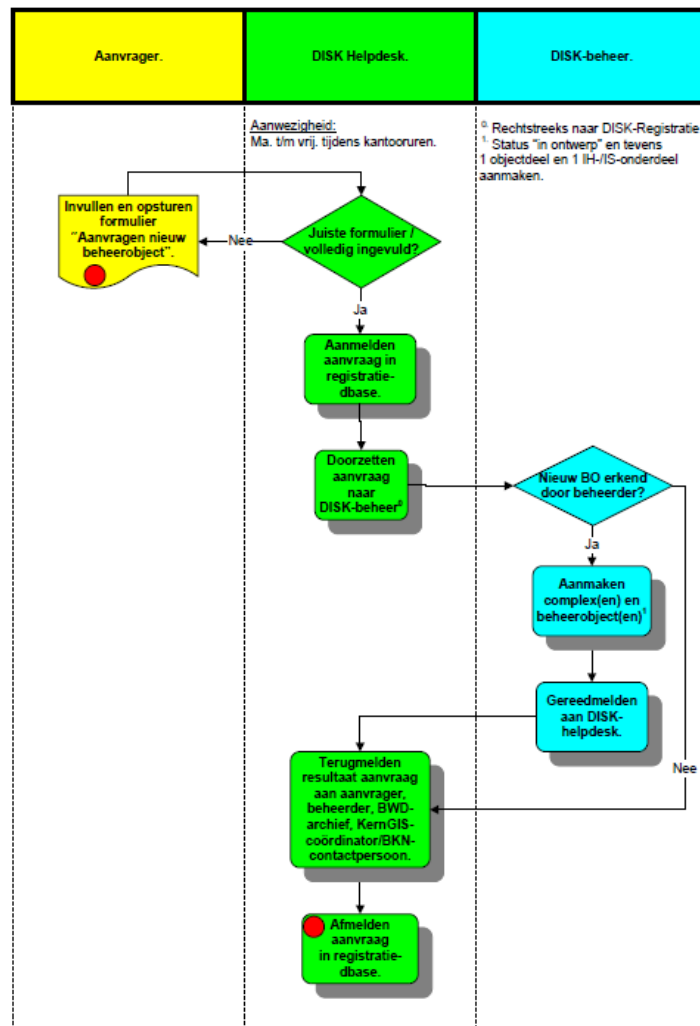 Aanvrager.
DISK Helpdesk.
DISK-beheer.
Aanwezigheid:
Ma. t/m vrij. tijdens kantooruren.
0. Rechtstreeks naar DISK-Registratie
1. Status "in ontwerp" en tevens
1 objectdeel en 1 IH-/IS-onderdeel
aanmaken.
Invullen en opsturen
formulier
"Aanvragen nieuw
beheerobject".
Nee
Juiste formulier /
volledig ingevuld?
Ja
Aanmelden
aanvraag in
registratie-
dbase.
Doorzetten
aanvraag
naar
DISK-beheer0
Nieuw BO erkend
door beheerder?
Ja
Aanmaken
complex(en) en
beheerobject(en)1
Gereedmelden
aan DISK-
helpdesk.
Nee
Terugmelden
resultaat aanvraag
aan aanvrager,
beheerder, BWD-
archief, KernGIS-
coördinator/BKN-
contactpersoon.
Afmelden
aanvraag
in registratie-
dbase.